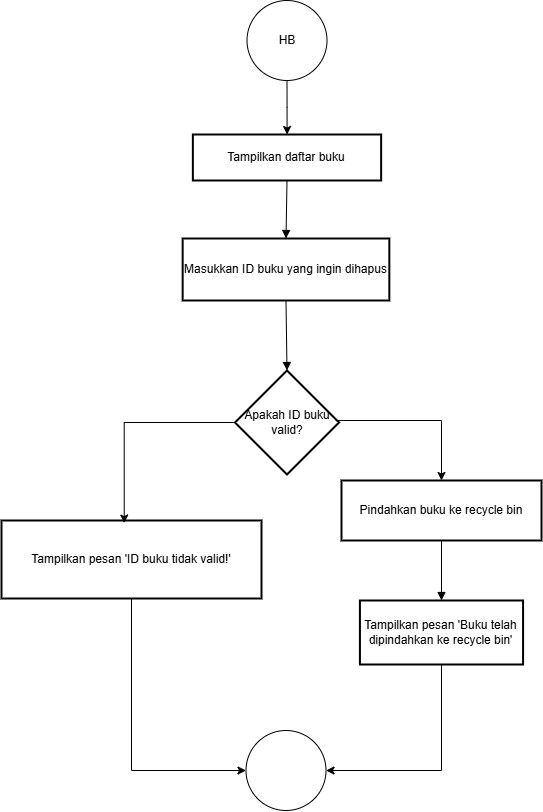 HB
Tampilkan daftar buku
Masukkan ID buku yang ingin dihapus
Apakah ID buku
valid?
Pindahkan buku ke recycle bin
Tampilkan pesan 'ID buku tidak valid!'
Tampilkan pesan 'Buku telah
dipindahkan ke recycle bin'